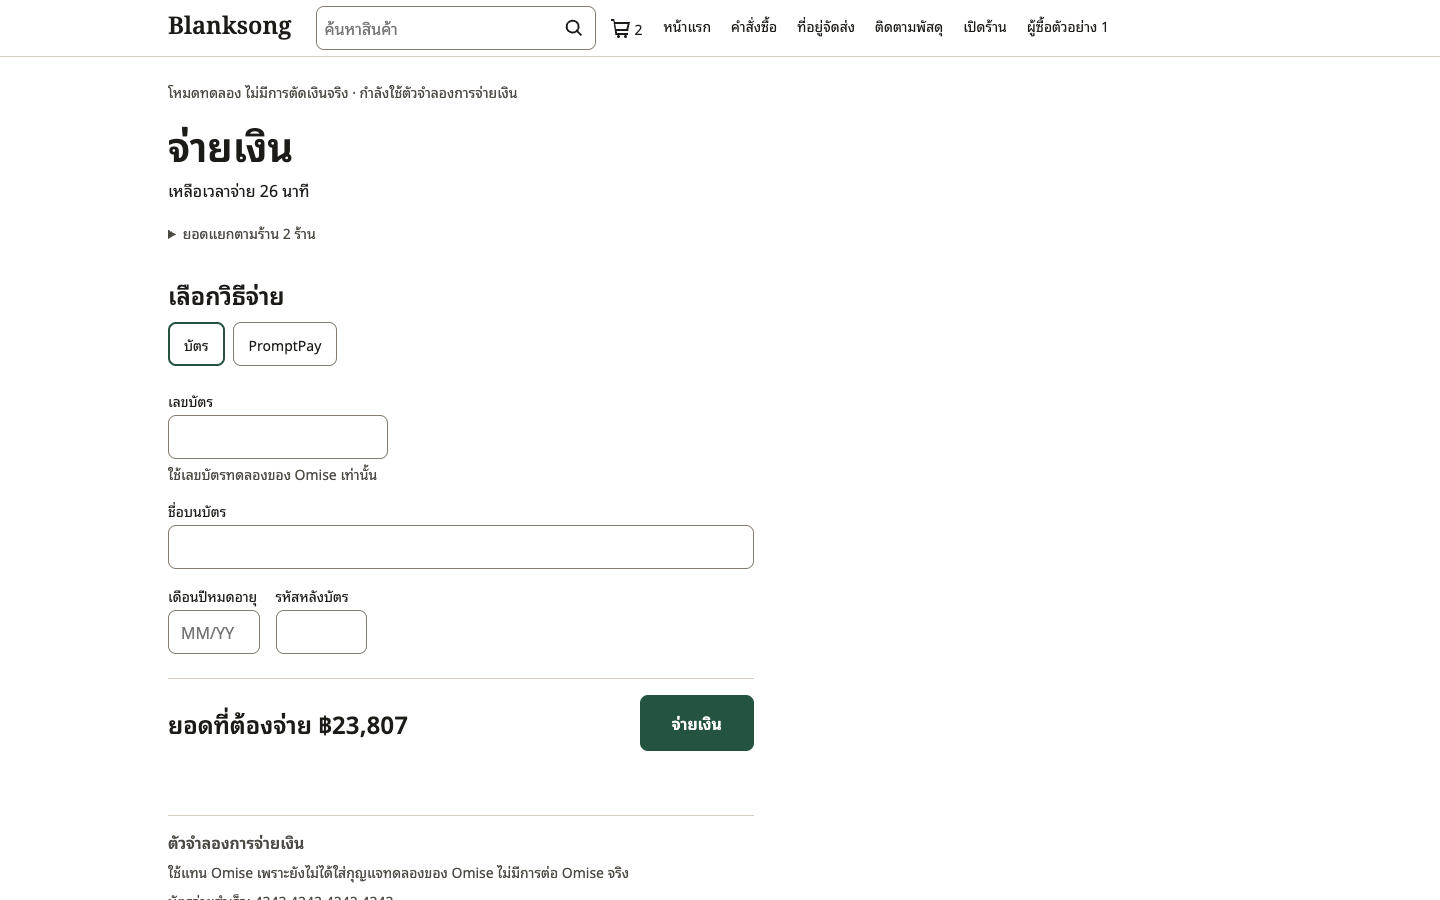 Blanksong
ค้นหาสินค้า
2
หน้าแรก
คำสั่งซื้อ
ที่อยู่จัดส่ง
ติดตามพัสดุ
เปิดร้าน
ผู้ซื้อตัวอย่าง 1
โหมดทดลอง ไม่มีการตัดเงินจริง · กำลังใช้ตัวจำลองการจ่ายเงิน
จ่ายเงิน
เหลือเวลาจ่าย 26 นาที
ยอดแยกตามร้าน 2 ร้าน
เลือกวิธีจ่าย
บัตร
PromptPay
เลขบัตร
ใช้เลขบัตรทดลองของ Omise เท่านั้น
ชื่อบนบัตร
เดือนปีหมดอายุ
รหัสหลังบัตร
MM/YY
ยอดที่ต้องจ่าย ฿23,807
จ่ายเงิน
ตัวจำลองการจ่ายเงิน
ใช้แทน Omise เพราะยังไม่ได้ใส่กุญแจทดลองของ Omise ไม่มีการต่อ Omise จริง
4242 4242 4242 4242